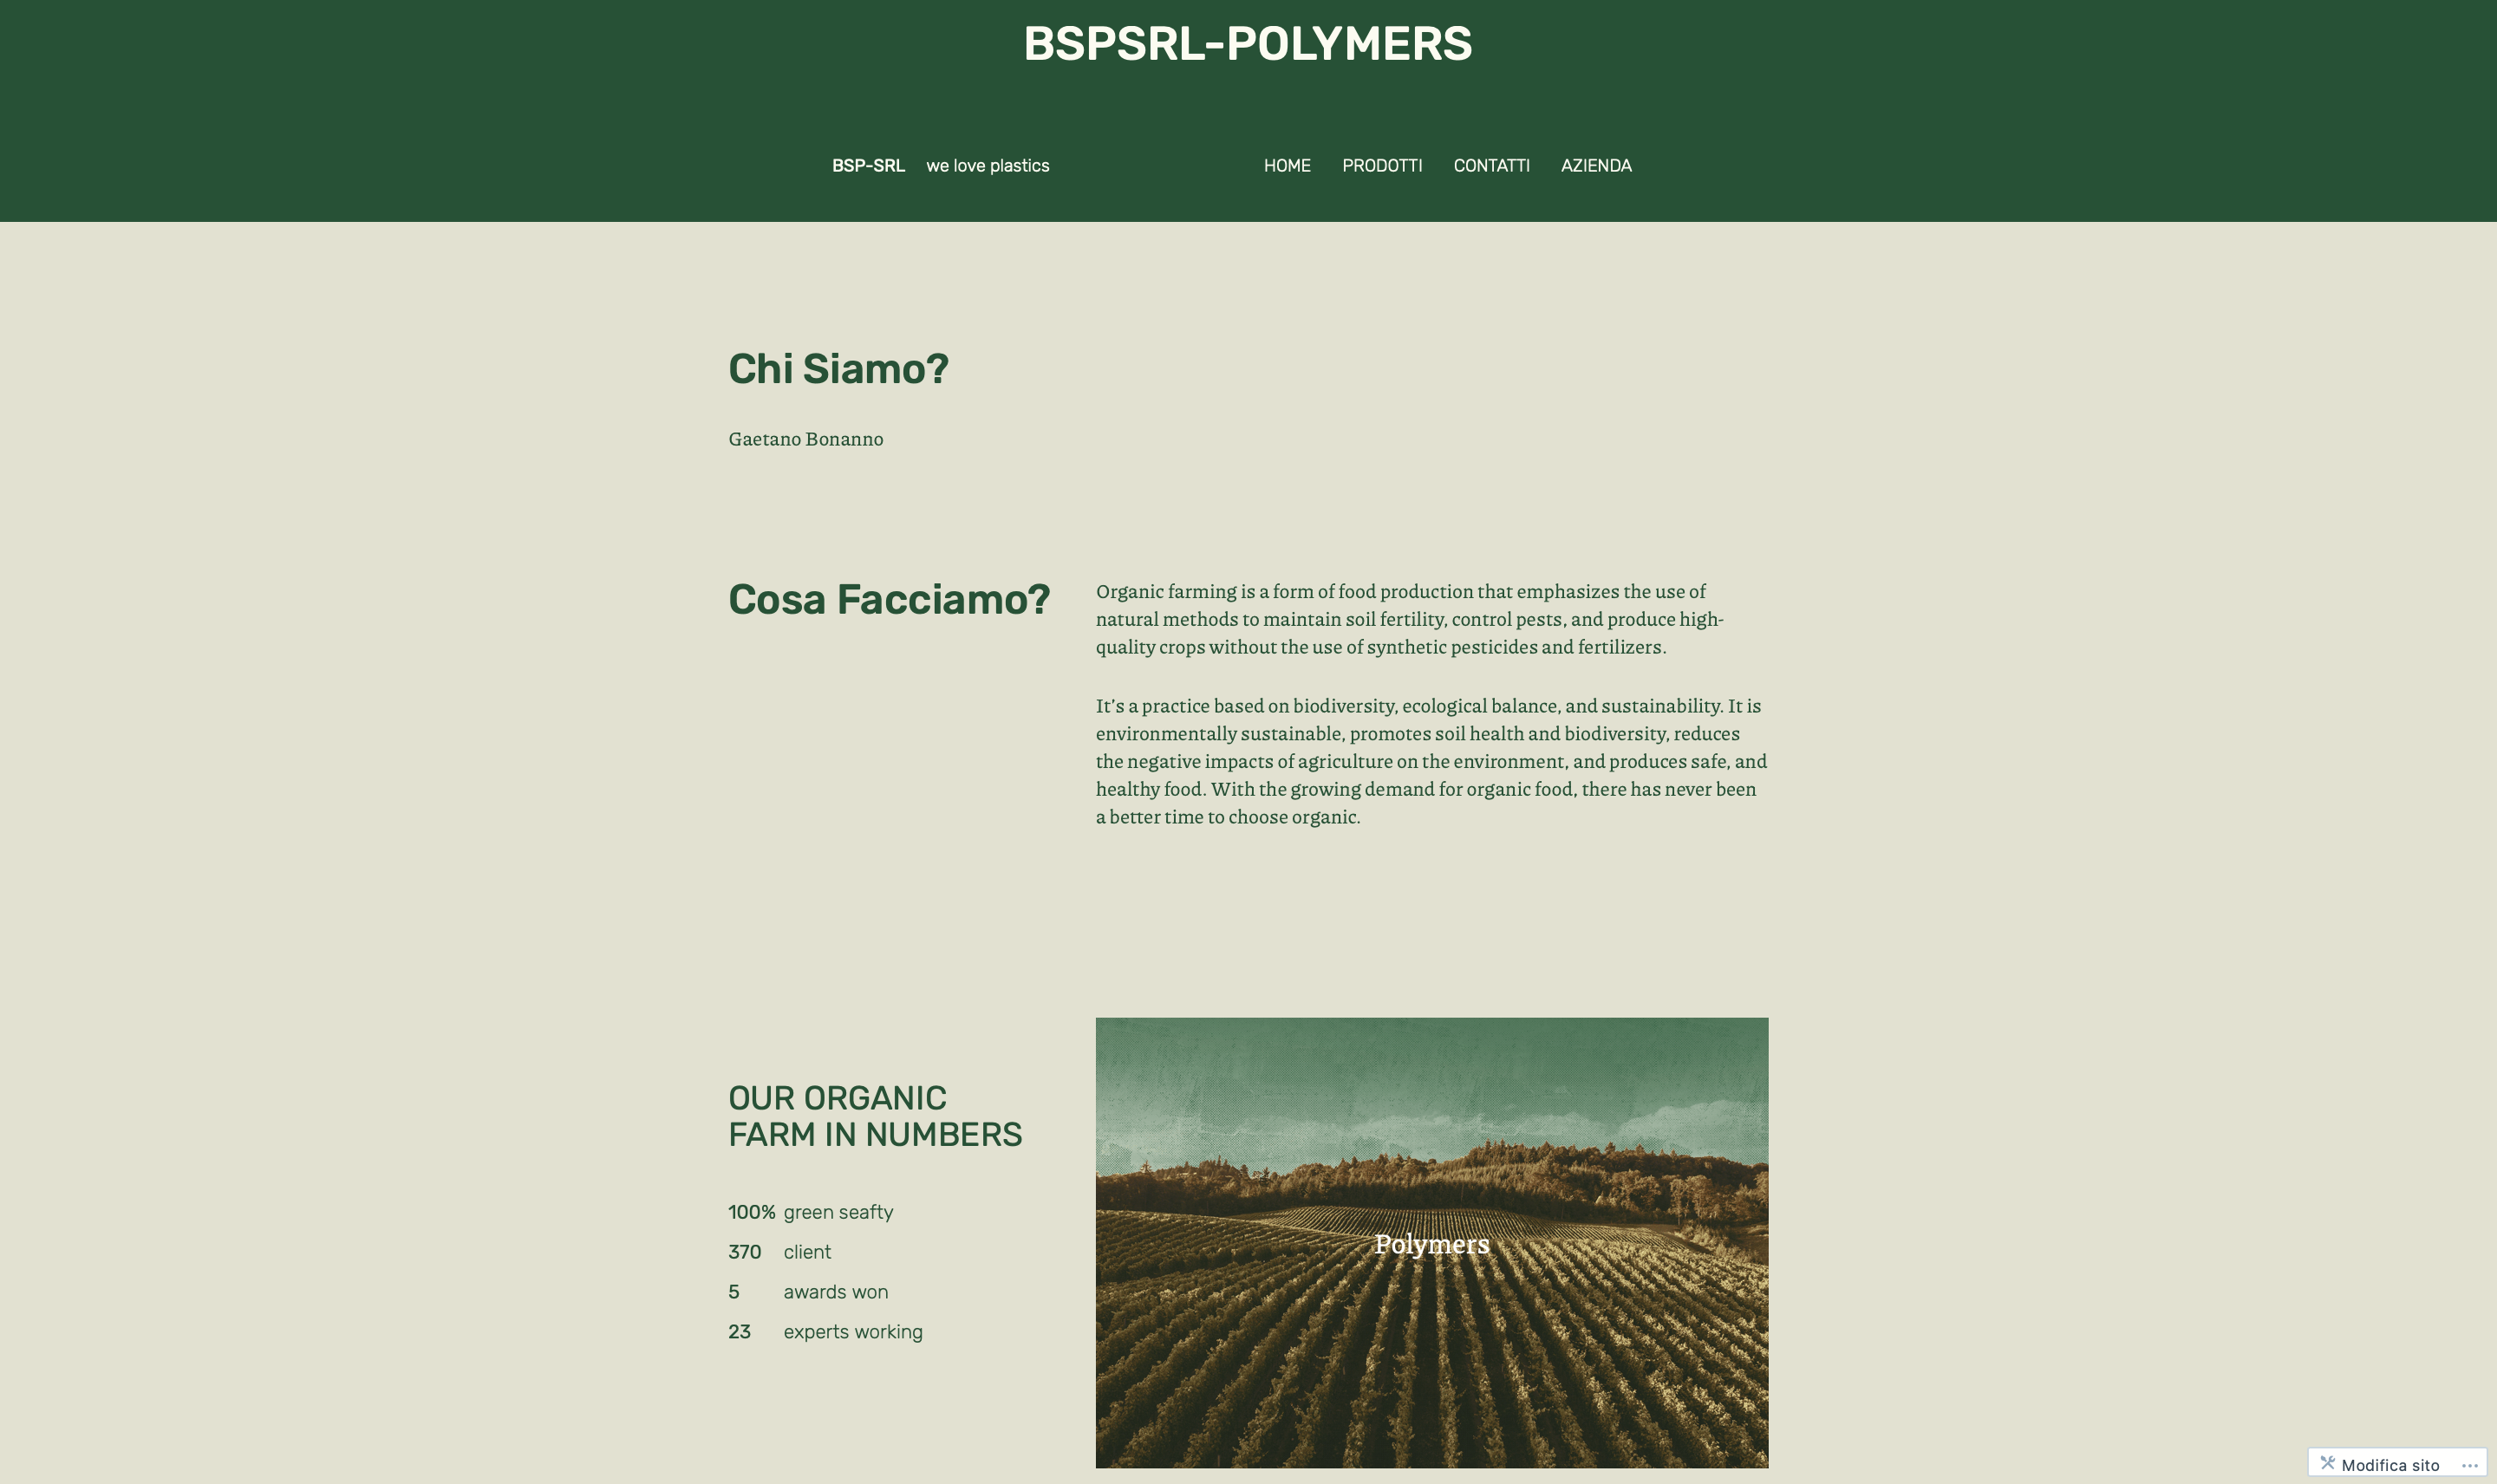 BSPSRL-POLYMERS
BSP-SRL we love plastics HOME PRODOTTI CONTATTI AZIENDA
Chi Siamo?
Gaetano Bonanno
Cosa Facciamo?
Organic farming is a form of food production that emphasizes the use of
natural methods to maintain soil fertility, control pests, and produce high-
quality crops without the use of synthetic pesticides and fertilizers.
It’s a practice based on biodiversity, ecological balance, and sustainability. It is
environmentally sustainable, promotes soil health and biodiversity, reduces
the negative impacts of agriculture on the environment, and produces safe, and
healthy food. With the growing demand for organic food, there has never been
a better time to choose organic.
OUR ORGANIC
FARM IN NUMBERS
100% green seafty
370 client
5 awards won
23 experts working
Polymers
Modifica sito